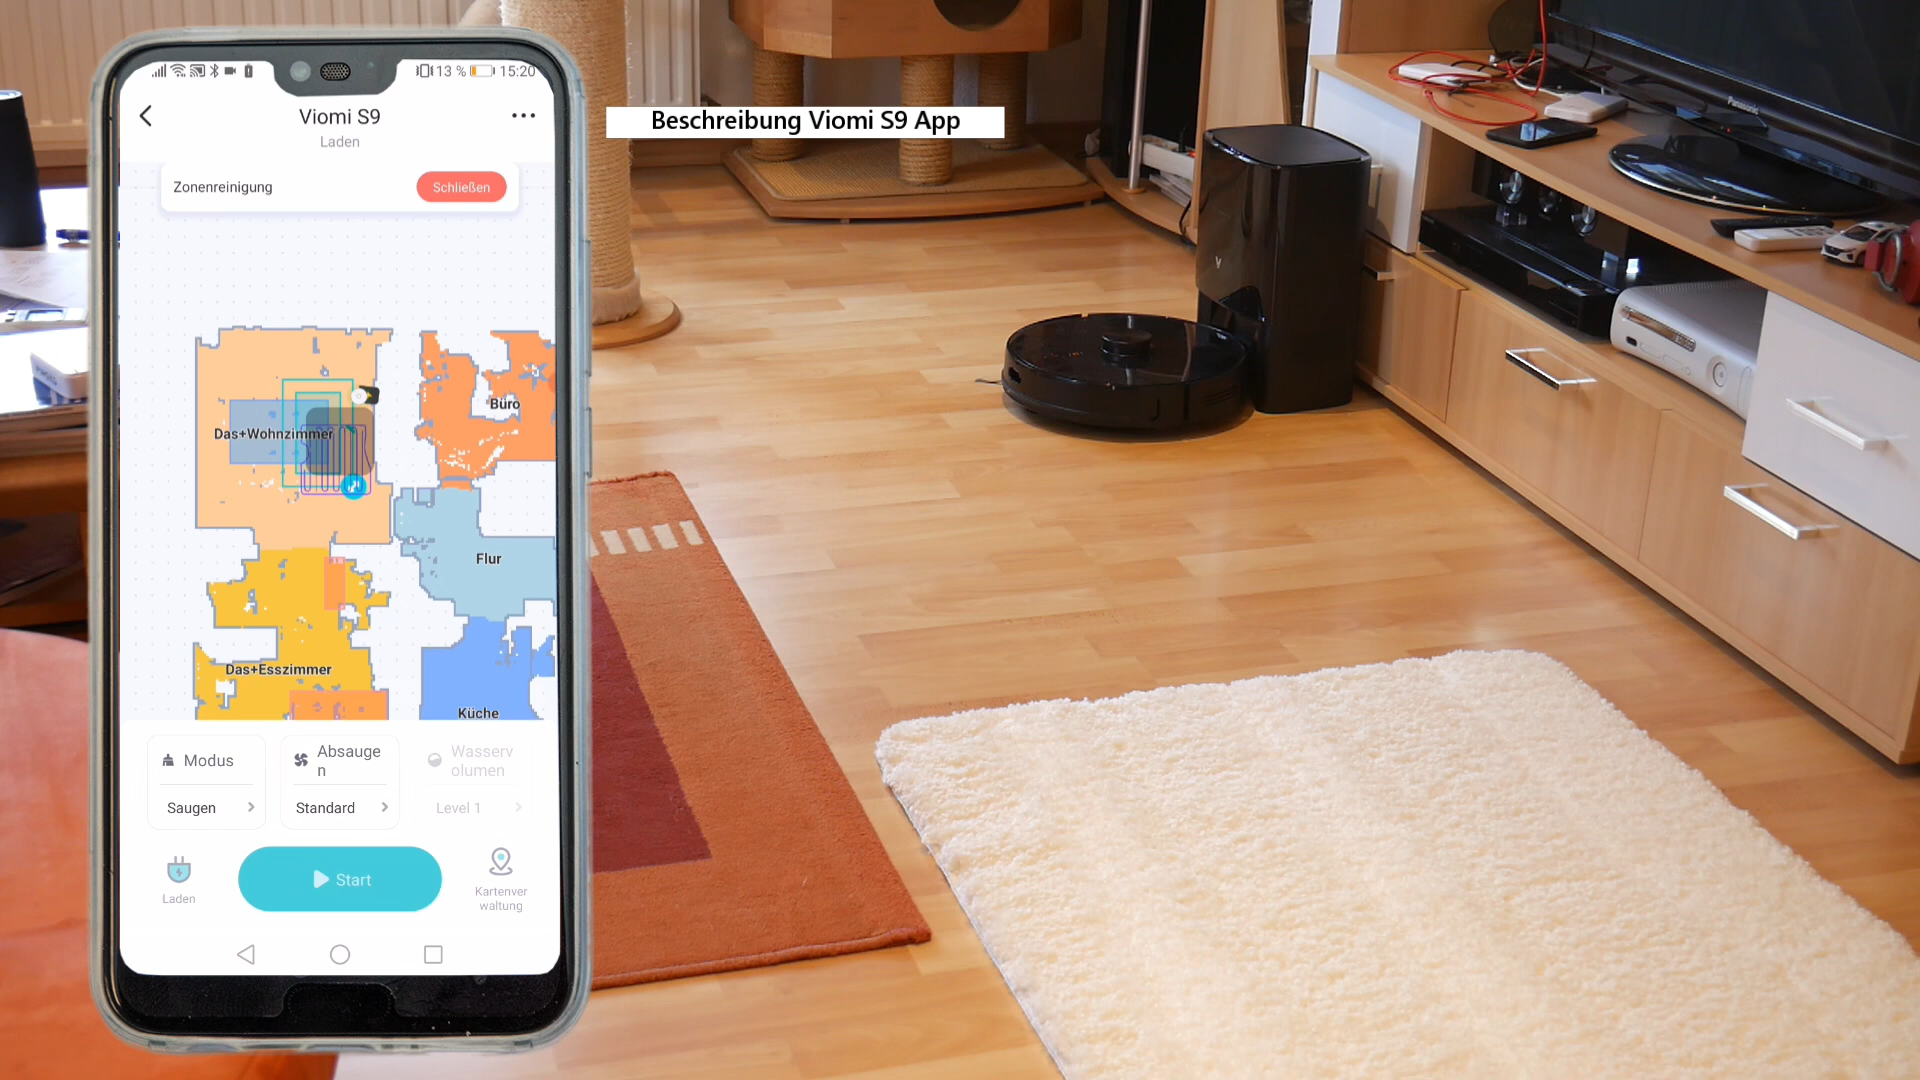 13 %
15:20
Viomi S9
Laden
Beschreibung Viomi S9 App
Zonenreinigung
Schließen
Büro
Das+Wohnzimmer
Flur
Das+Esszimmer
Küche
Modus
Absauge
n
Wasserv
olumen
Saugen
Standard
Level 1
Laden
Start
Kartenver
waltung
Panasonic